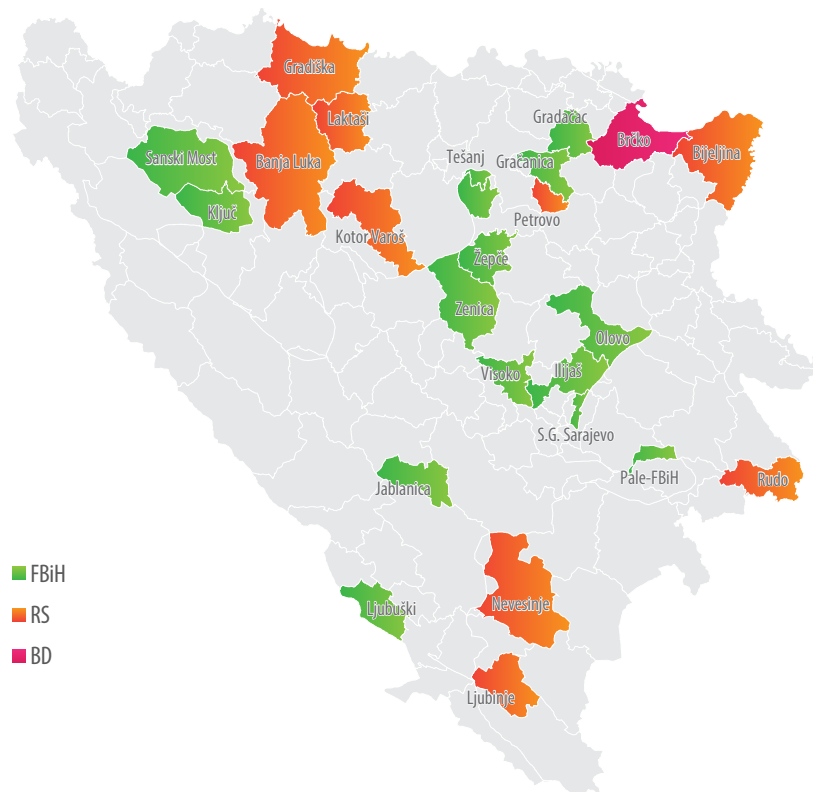 Gradiška
Laktaši
Gradačac
Brčko
Bijeljina
Sanski Most
Banja Luka
Tešanj
Gračanica
Ključ
Petrovo
Kotor Varoš
Žepče
Zenica
Olovo
Visoko
Ilijaš
S.G. Sarajevo
Pale-FBiH
Rudo
Jablanica
FBiH
RS
BD
Ljubuški
Nevesinje
Ljubinje